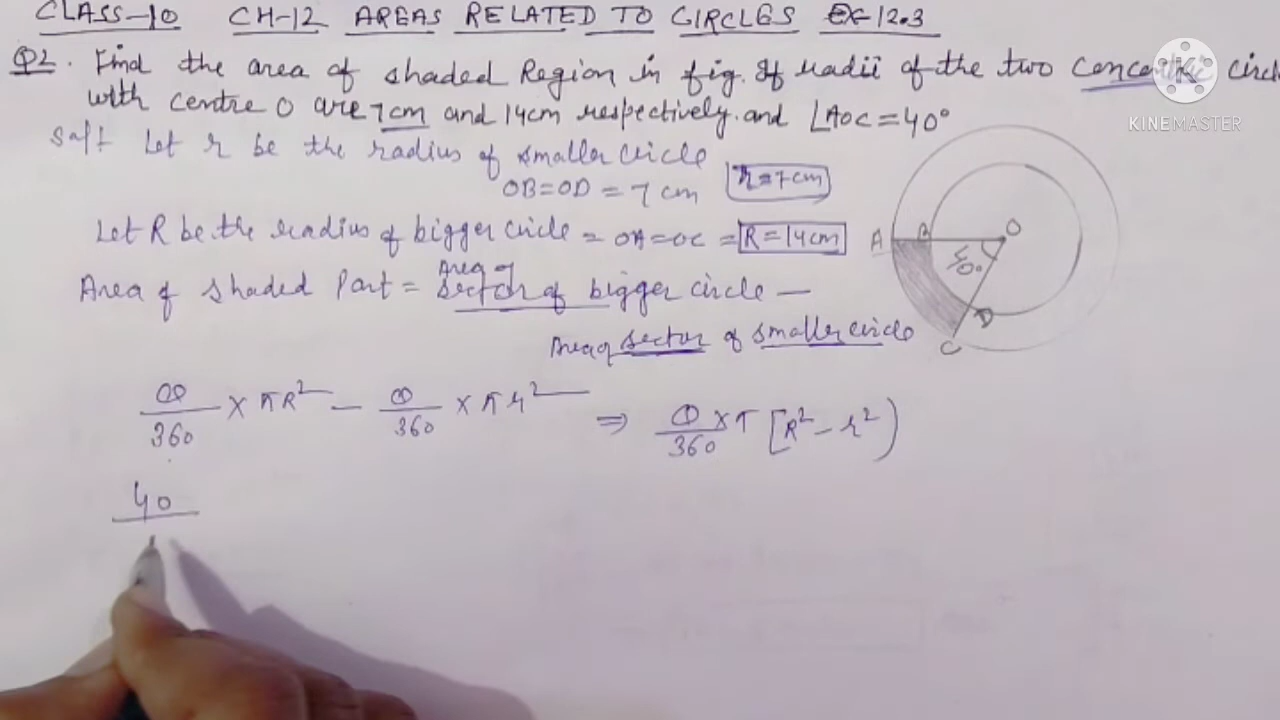 CLASS-10 CH-12 AREAS RELATED TO CIRCLES EX-12.3
Q2. Find the area of shaded Region in fig. If radii of the two circl
with centre O are 7cm and 14cm respectively. and ∠AOC = 40°
Let r be the radius of smaller circle
OB = OD = 7 cm r = 7 cm
Let R be the radius of bigger circle = OA = OC = R = 14cm
Area of shaded Part = Area of sector of bigger circle —
Area of sector of smaller circle
θ/360 × πR² − θ/360 × πr² ⇒ θ/360 × π [R² − r²)
40
A B O
40°
D
C
K
KINEMASTER